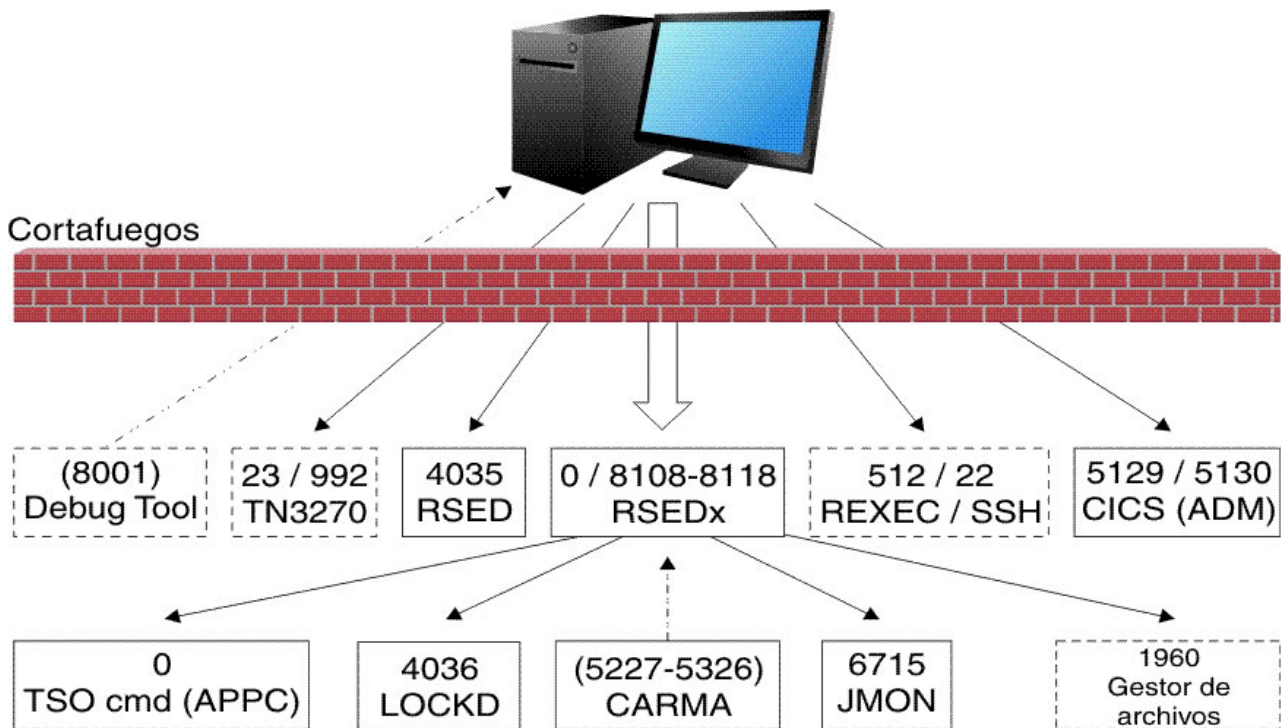 Cortafuegos
(8001)
Debug Tool
23 / 992
TN3270
4035
RSED
0 / 8108-8118
RSEDx
512 / 22
REXEC / SSH
5129 / 5130
CICS (ADM)
0
TSO cmd (APPC)
4036
LOCKD
(5227-5326)
CARMA
6715
JMON
1960
Gestor de
archivos